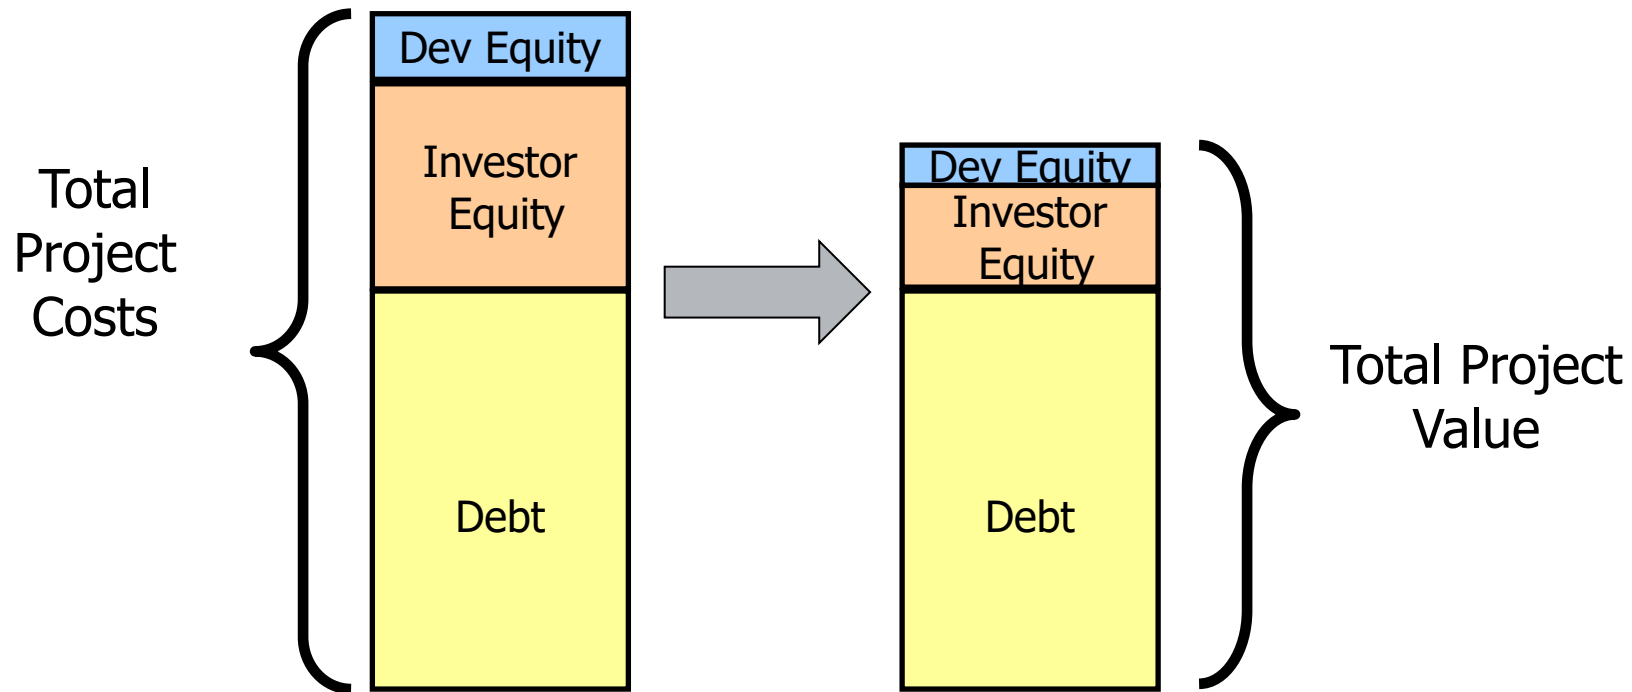 Total
Project
Costs
Dev Equity
Investor
Equity
Debt
Dev Equity
Investor
Equity
Debt
Total Project
Value